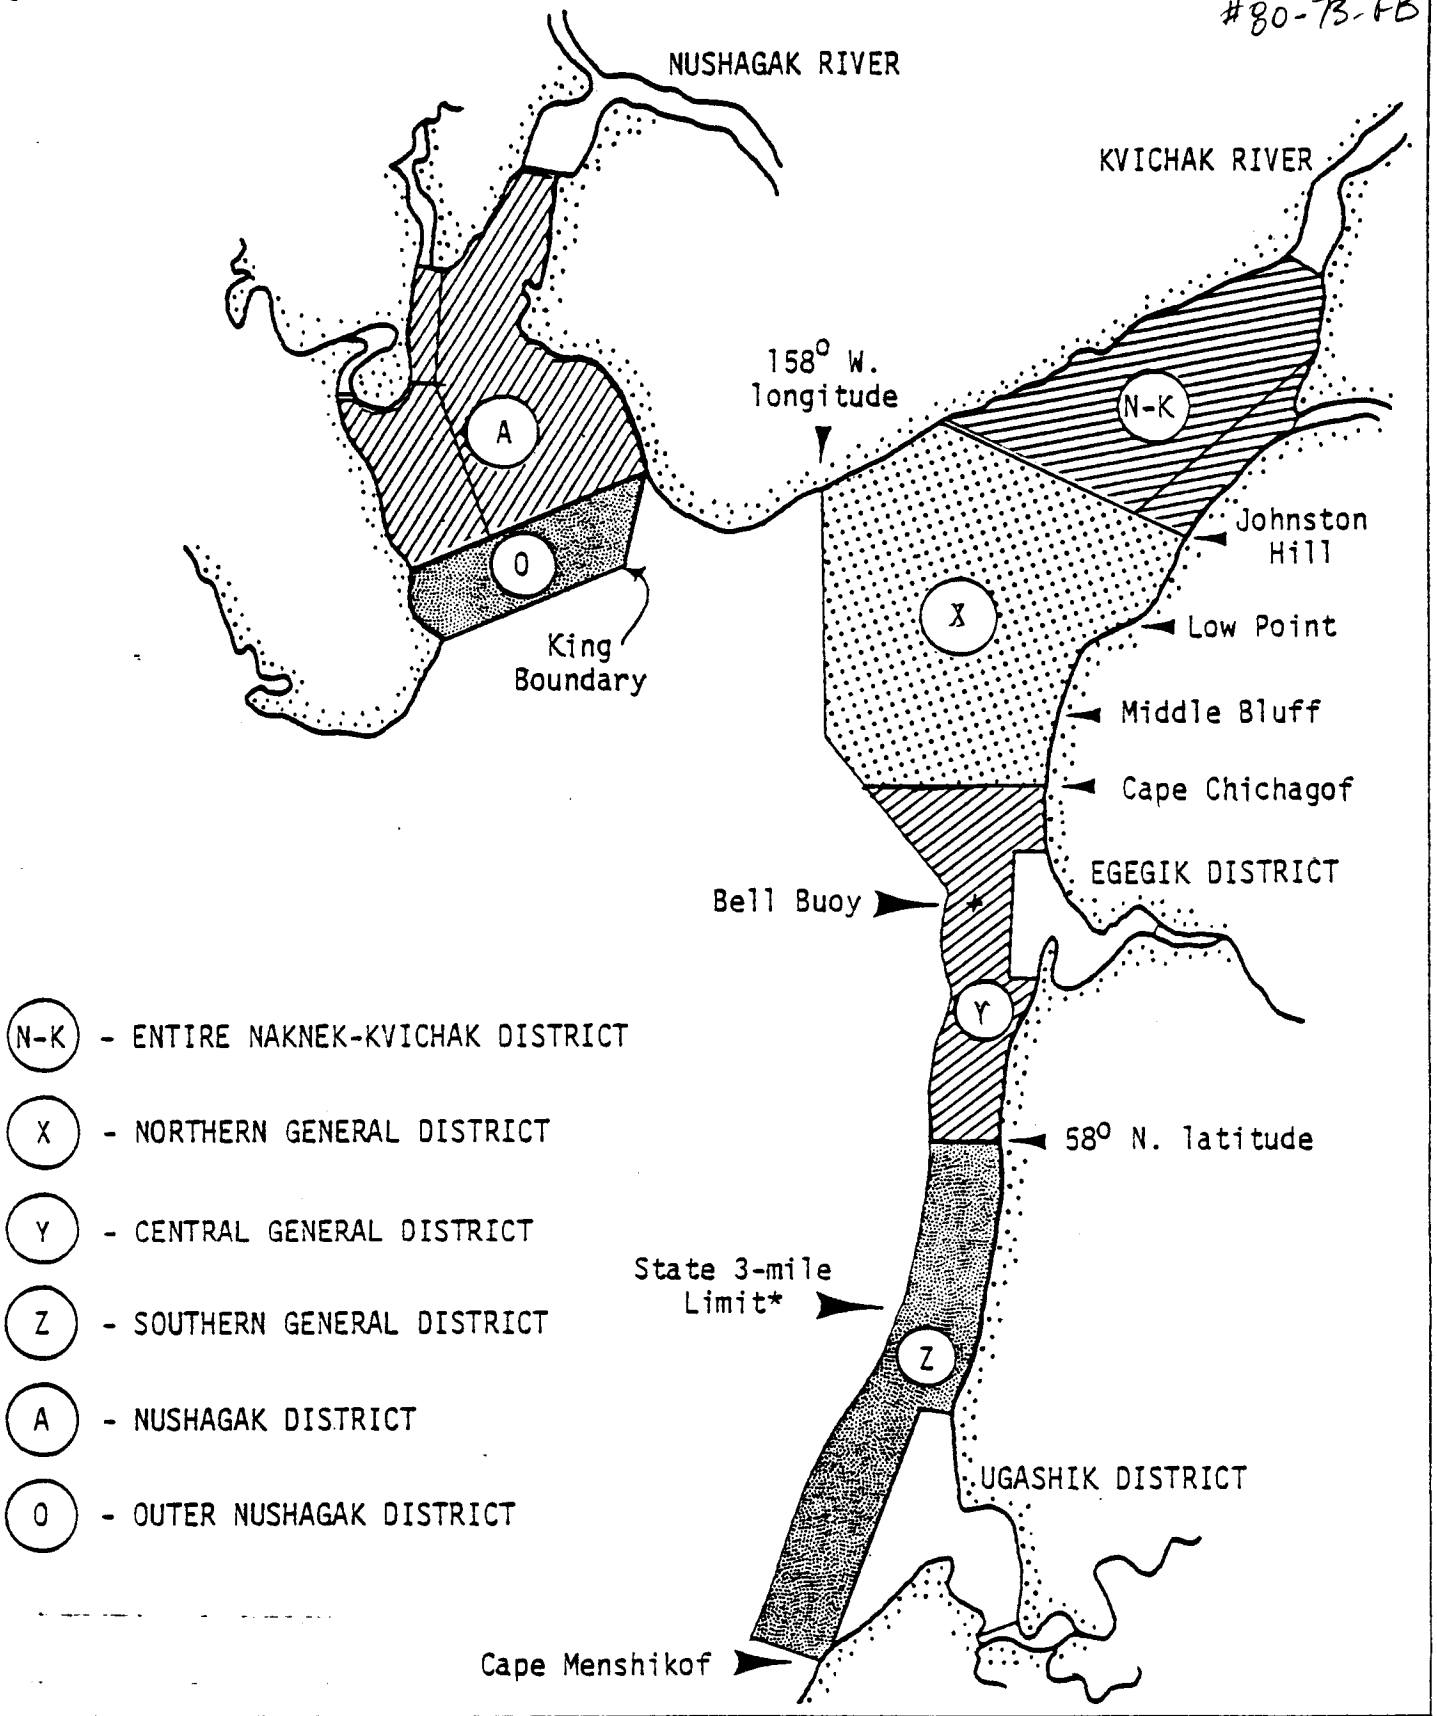 #80-73-FB
NUSHAGAK RIVER
KVICHAK RIVER
158° W.
longitude
N-K
A
Johnston
Hill
O
X
Low Point
King
Boundary
Middle Bluff
Cape Chichagof
EGEGIK DISTRICT
Bell Buoy
Y
N-K - ENTIRE NAKNEK-KVICHAK DISTRICT
X - NORTHERN GENERAL DISTRICT
58° N. latitude
Y - CENTRAL GENERAL DISTRICT
State 3-mile
Limit*
Z - SOUTHERN GENERAL DISTRICT
Z
A - NUSHAGAK DISTRICT
UGASHIK DISTRICT
O - OUTER NUSHAGAK DISTRICT
Cape Menshikof